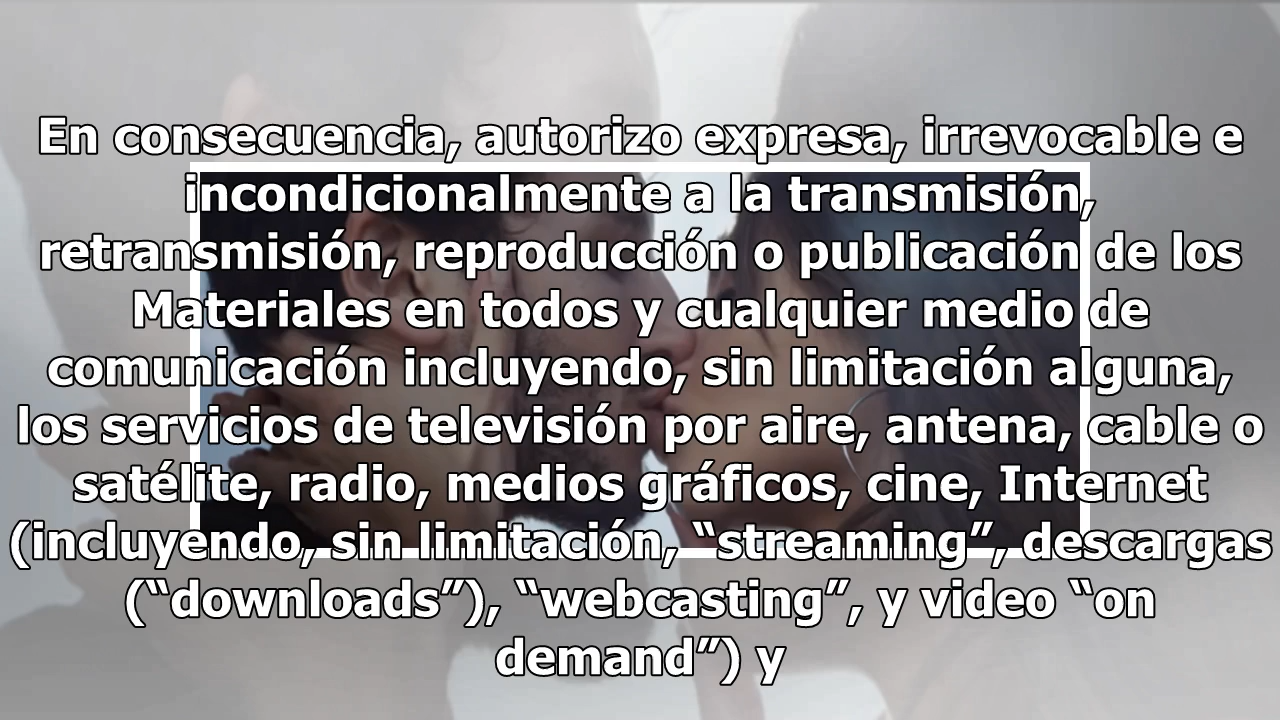 En consecuencia, autorizo expresa, irrevocable e
incondicionalmente a la transmisión,
retransmisión, reproducción o publicación de los
Materiales en todos y cualquier medio de
comunicación incluyendo, sin limitación alguna,
los servicios de televisión por aire, antena, cable o
satélite, radio, medios gráficos, cine, Internet
(incluyendo, sin limitación, “streaming”, descargas
(“downloads”), “webcasting”, y video “on
demand”) y